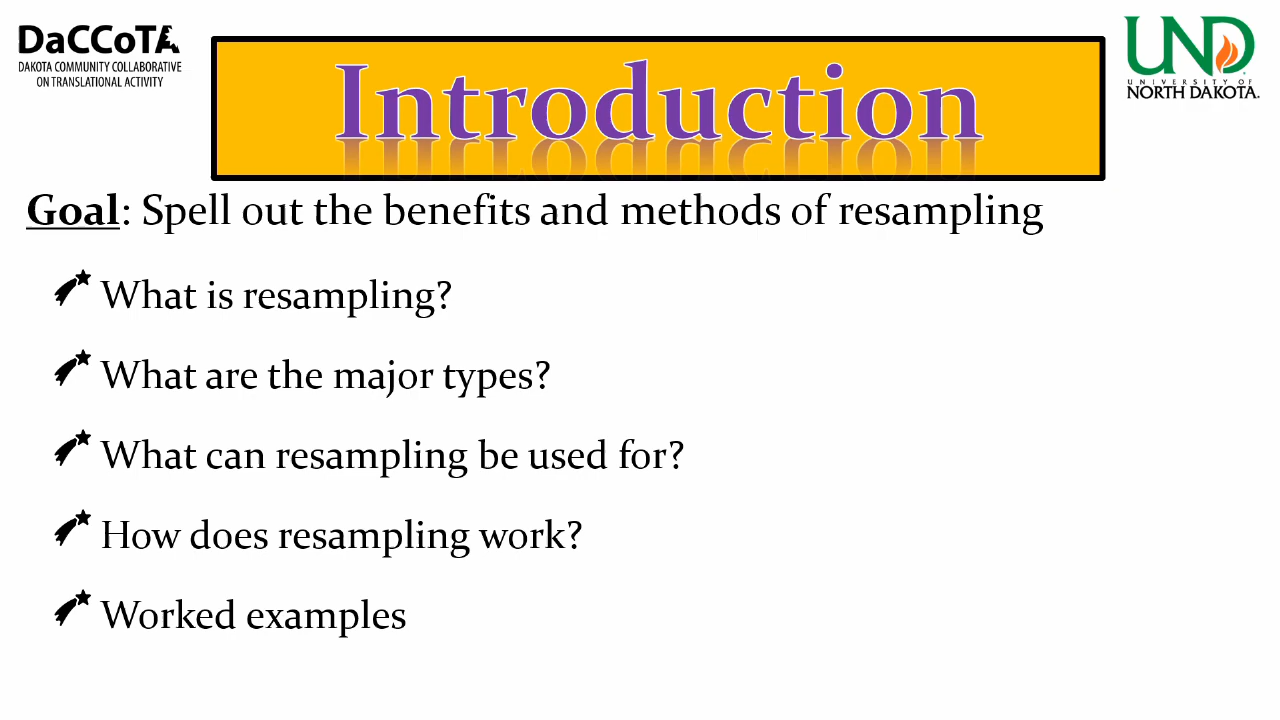 DaCCoTA
DAKOTA COMMUNITY COLLABORATIVE
ON TRANSLATIONAL ACTIVITY
Introduction
UND
UNIVERSITY OF
NORTH DAKOTA.
Goal: Spell out the benefits and methods of resampling
What is resampling?
What are the major types?
What can resampling be used for?
How does resampling work?
Worked examples